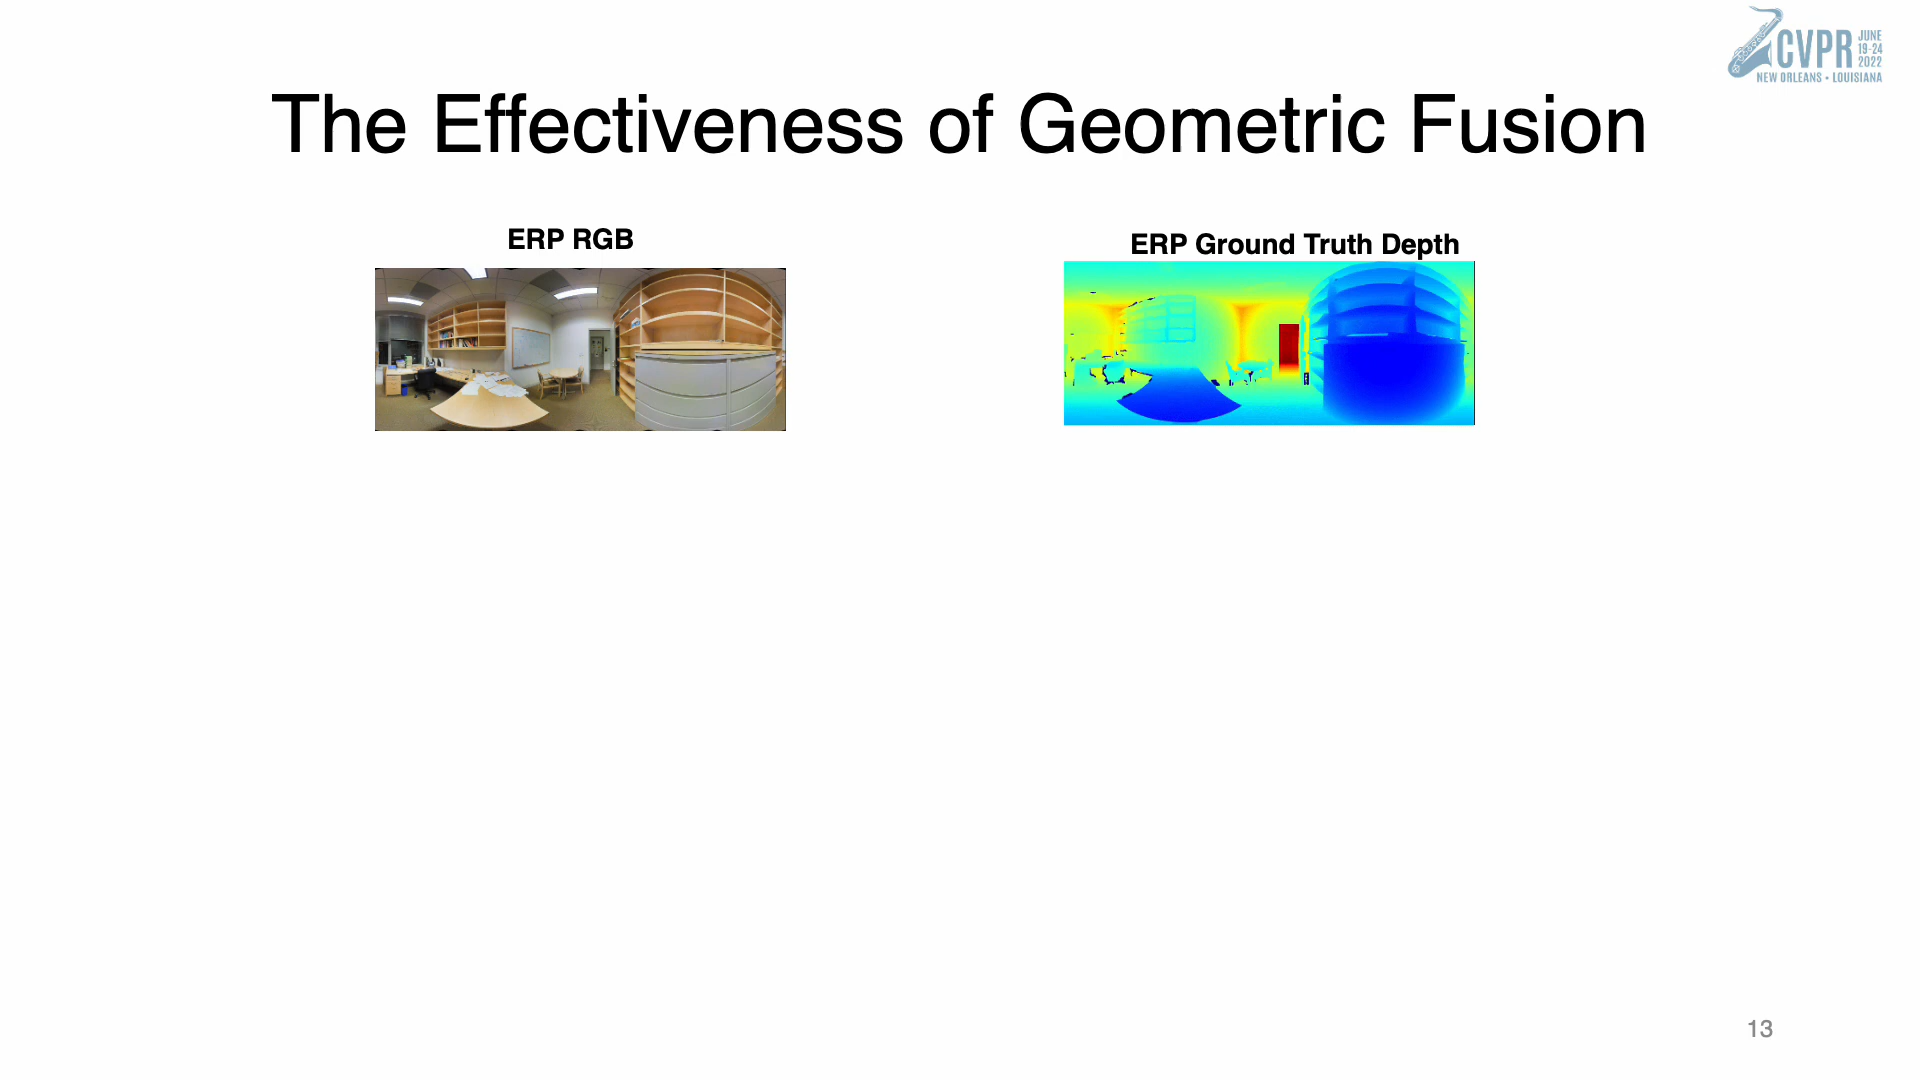 CVPR
JUNE
19-24
2022
NEW ORLEANS • LOUISIANA
The Effectiveness of Geometric Fusion
ERP RGB
ERP Ground Truth Depth
13